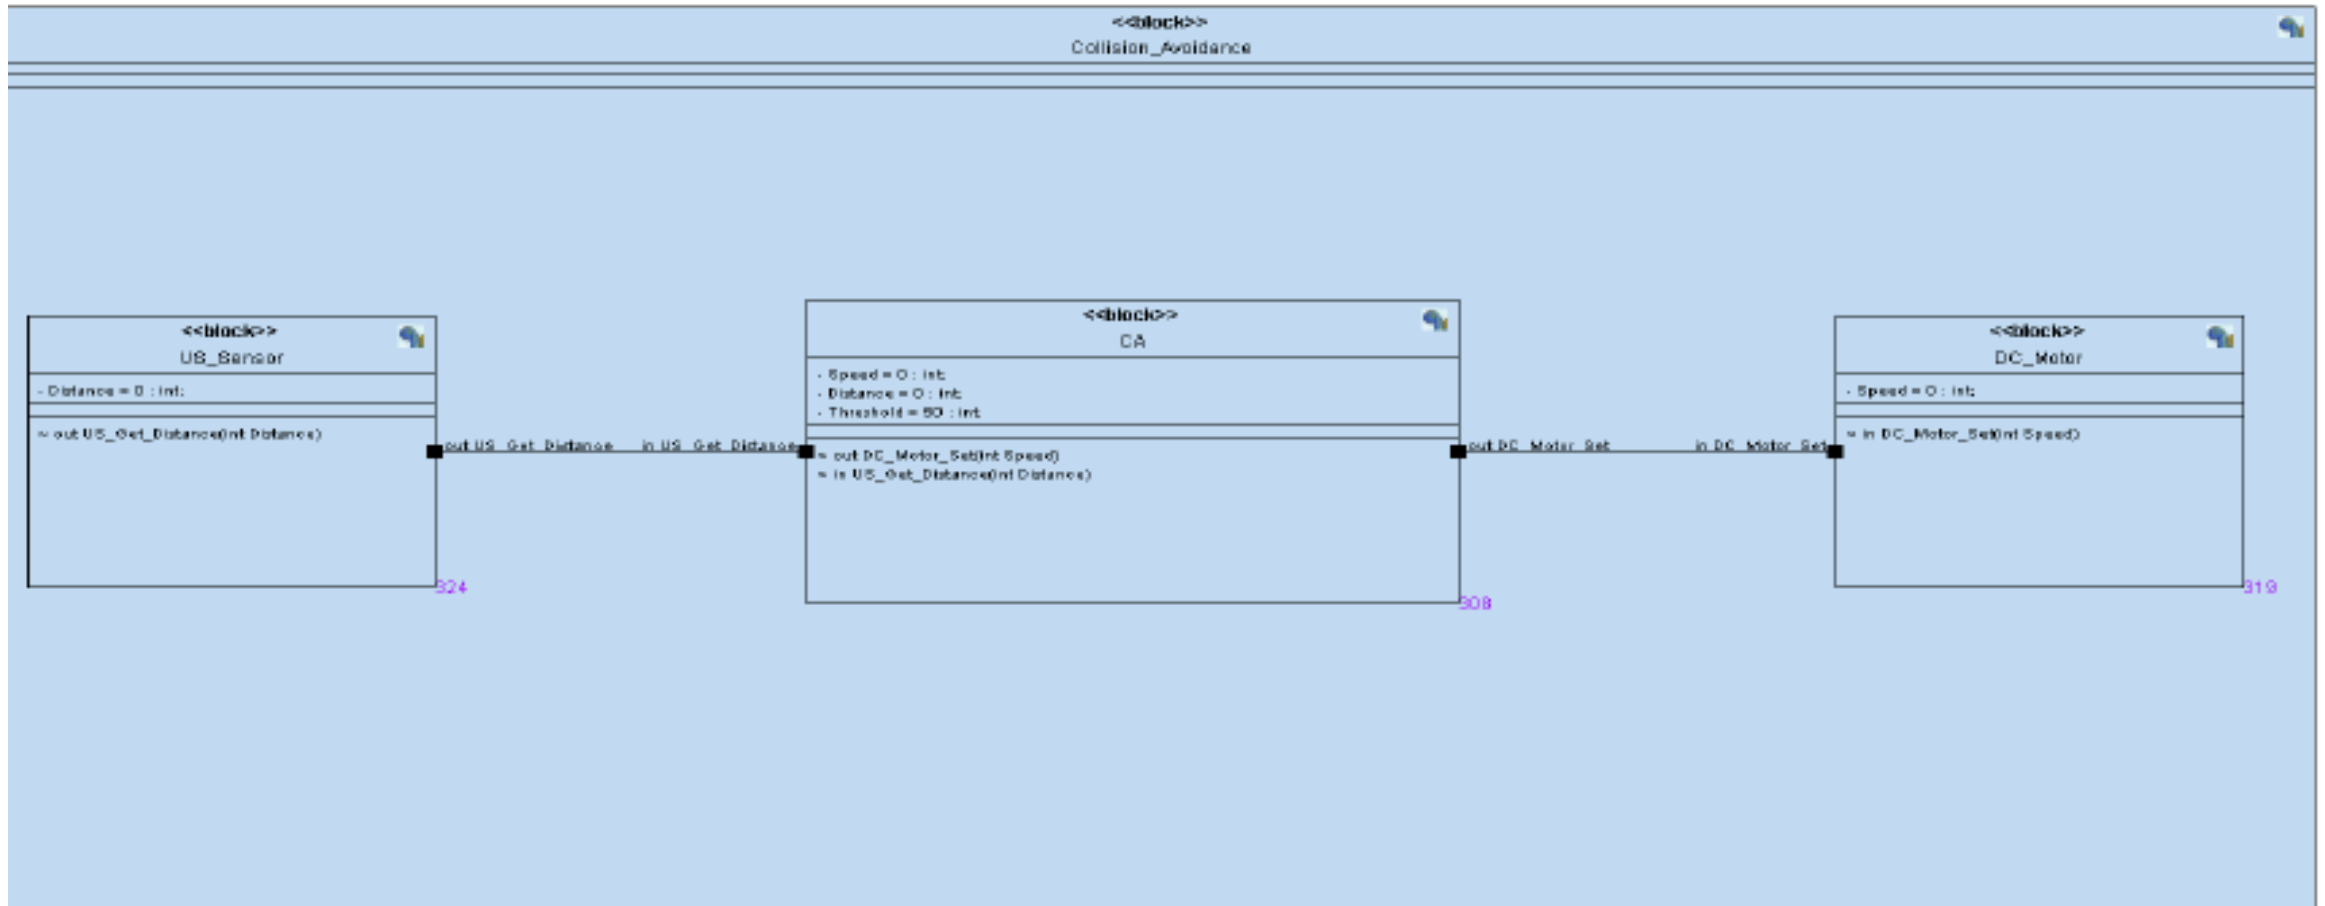 <<block>>
Collision_Avoidance
<<block>>
US_Sensor
- Distance = 0 : int;
~ out US_Get_Distance(int Distance)
out US_Get_Distance
in US_Get_Distance
324
<<block>>
CA
- Speed = 0 : int;
- Distance = 0 : int;
- Threshold = : int;
~ out DC_Motor_Set(int Speed)
~ in US_Get_Distance(int Distance)
308
out DC_Motor_Set
in DC_Motor_Set
<<block>>
DC_Motor
- Speed = 0 : int;
~ in DC_Motor_Set(int Speed)
319